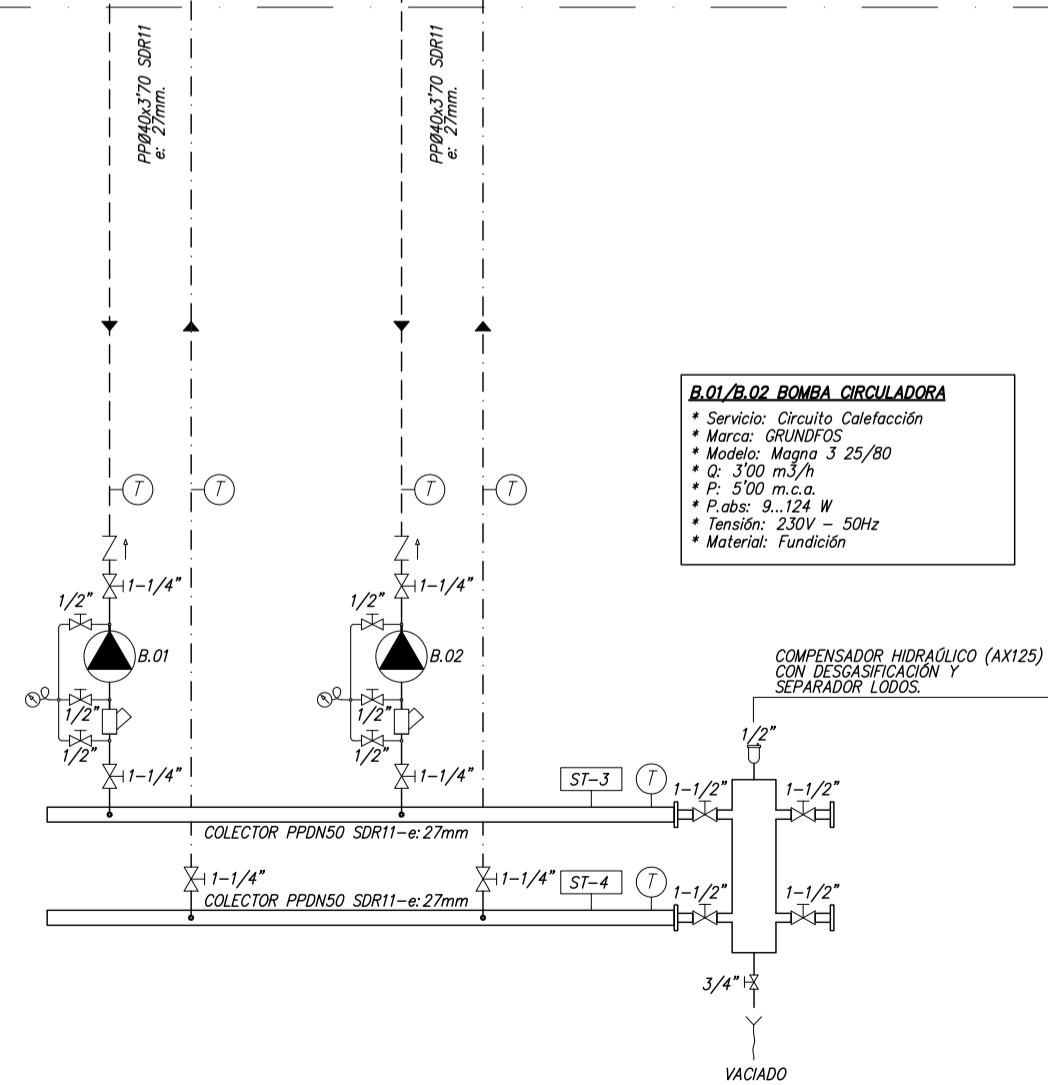 PPØ40x3'70 SDR11
e: 27mm.
PPØ40x3'70 SDR11
e: 27mm.
B.01/B.02 BOMBA CIRCULADORA
* Servicio: Circuito Calefacción
* Marca: GRUNDFOS
* Modelo: Magna 3 25/80
* Q: 3'00 m3/h
* P: 5'00 m.c.a.
* P.abs: 9...124 W
* Tensión: 230V – 50Hz
* Material: Fundición
T
T
T
T
1-1/4"
1-1/4"
1/2"
1/2"
B.01
B.02
1/2"
1/2"
1/2"
1/2"
1-1/4"
1-1/4"
COMPENSADOR HIDRAÚLICO (AX125)
CON DESGASIFICACIÓN Y
SEPARADOR LODOS.
1/2"
ST-3
T
1-1/2"
1-1/2"
COLECTOR PPDN50 SDR11-e:27mm
1-1/4"
1-1/4"
ST-4
T
1-1/2"
1-1/2"
COLECTOR PPDN50 SDR11-e:27mm
3/4"
VACIADO